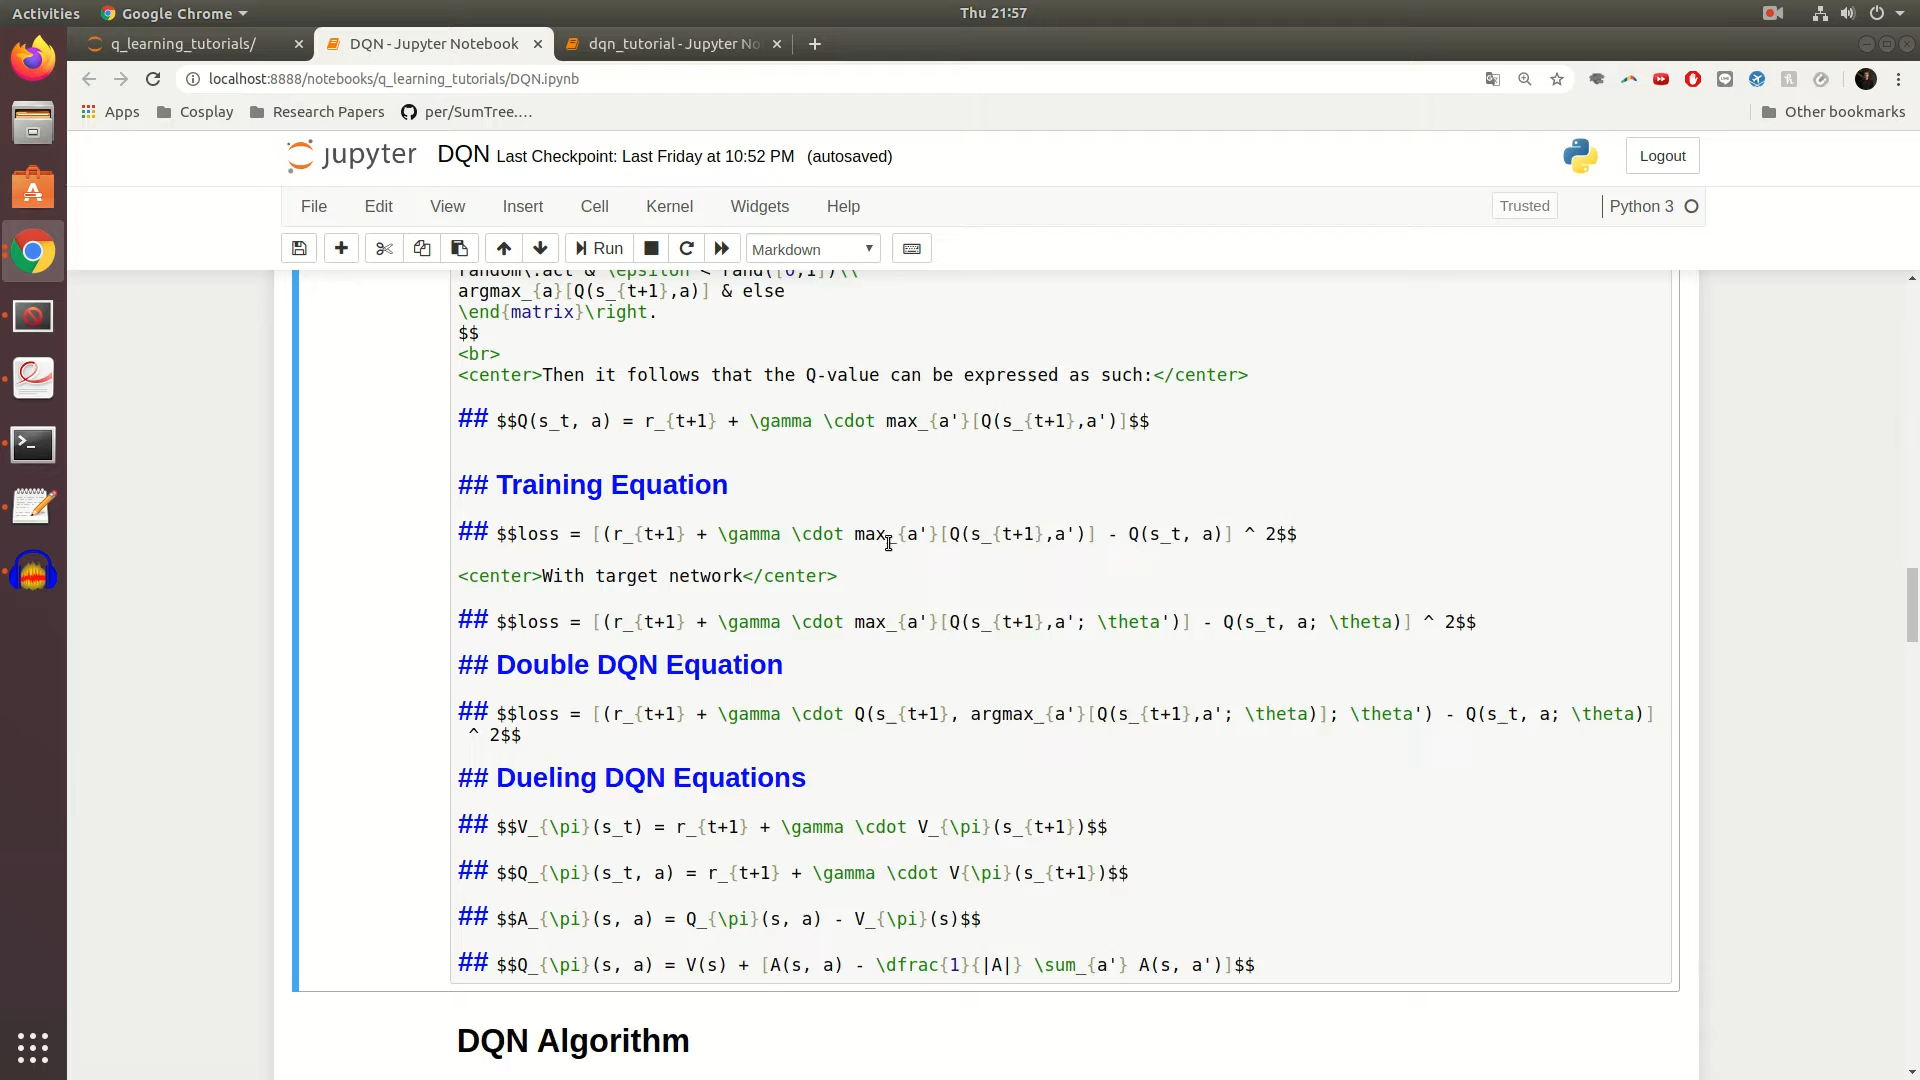 Activities Google Chrome Thu 21:57
q_learning_tutorials/ DQN - Jupyter Notebook dqn_tutorial - Jupyter No
localhost:8888/notebooks/q_learning_tutorials/DQN.ipynb
Apps Cosplay Research Papers per/SumTree.... Other bookmarks
jupyter DQN Last Checkpoint: Last Friday at 10:52 PM (autosaved) Logout
File Edit View Insert Cell Kernel Widgets Help Trusted Python 3
Run Markdown
random\:act & \epsilon < rand([0,1])\\
argmax_{a}[Q(s_{t+1},a)] & else
\end{matrix}\right.
$$
<br>
<center>Then it follows that the Q-value can be expressed as such:</center>
## $$Q(s_t, a) = r_{t+1} + \gamma \cdot max_{a'}[Q(s_{t+1},a')]$$
## Training Equation
## $$loss = [(r_{t+1} + \gamma \cdot max_{a'}[Q(s_{t+1},a')] - Q(s_t, a)] ^ 2$$
<center>With target network</center>
## $$loss = [(r_{t+1} + \gamma \cdot max_{a'}[Q(s_{t+1},a'; \theta')] - Q(s_t, a; \theta)] ^ 2$$
## Double DQN Equation
## $$loss = [(r_{t+1} + \gamma \cdot Q(s_{t+1}, argmax_{a'}[Q(s_{t+1},a'; \theta)]; \theta') - Q(s_t, a; \theta)]
^ 2$$
## Dueling DQN Equations
## $$V_{\pi}(s_t) = r_{t+1} + \gamma \cdot V_{\pi}(s_{t+1})$$
## $$Q_{\pi}(s_t, a) = r_{t+1} + \gamma \cdot V{\pi}(s_{t+1})$$
## $$A_{\pi}(s, a) = Q_{\pi}(s, a) - V_{\pi}(s)$$
## $$Q_{\pi}(s, a) = V(s) + [A(s, a) - \dfrac{1}{|A|} \sum_{a'} A(s, a')]$$
DQN Algorithm